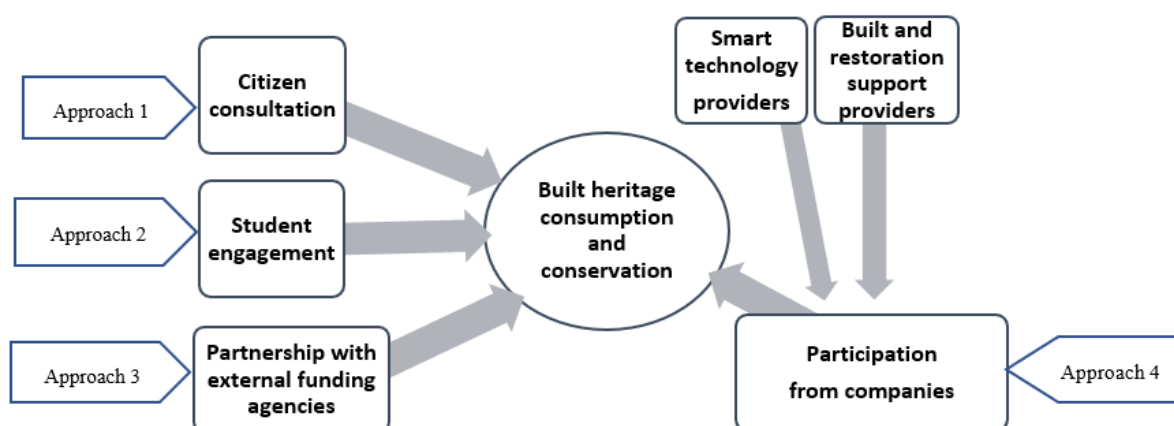 Approach 1
Citizen
consultation
Approach 2
Student
engagement
Approach 3
Partnership with
external funding
agencies
Built heritage
consumption
and
conservation
Smart
technology
providers
Built and
restoration
support
providers
Participation
from companies
Approach 4